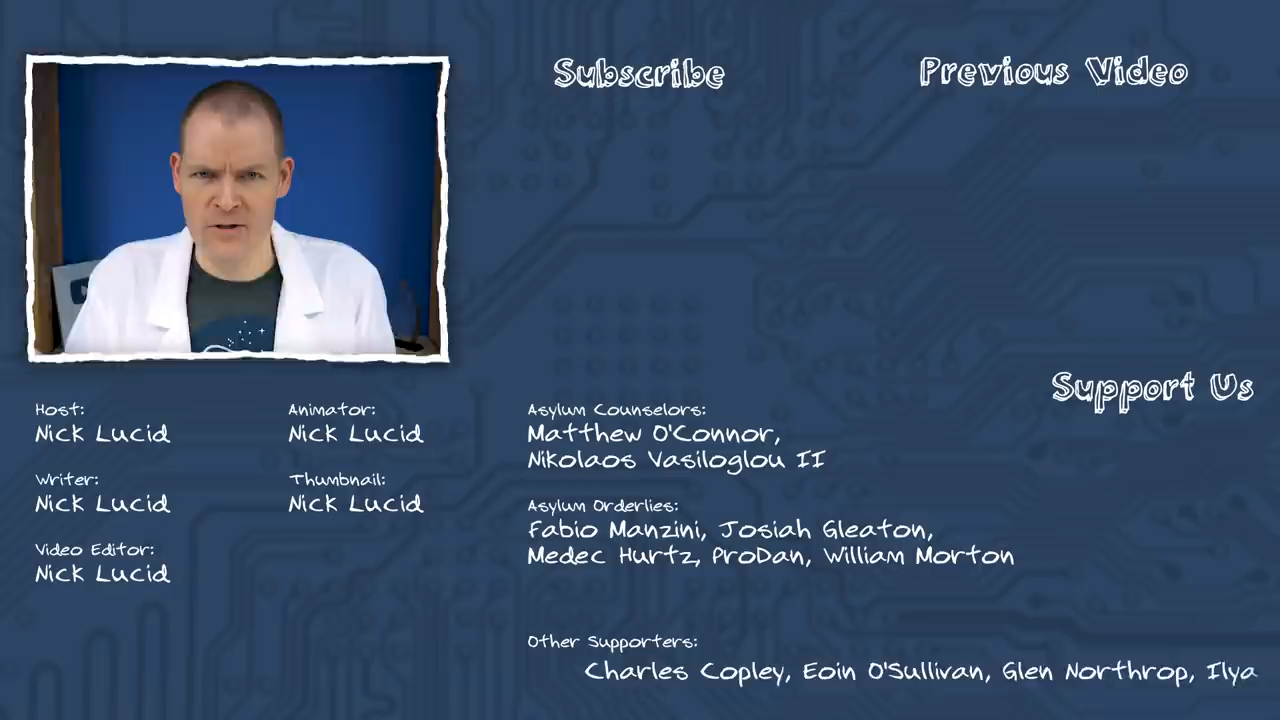 Subscribe
Previous Video
Support Us
Host:
Nick Lucid
Animator:
Nick Lucid
Writer:
Nick Lucid
Thumbnail:
Nick Lucid
Video Editor:
Nick Lucid
Asylum Counselors:
Matthew O'Connor,
Nikolaos Vasiloglou II
Asylum Orderlies:
Fabio Manzini, Josiah Gleaton,
Medec Hurtz, ProDan, William Morton
Other Supporters:
Charles Copley, Eoin O'Sullivan, Glen Northrop, Ilya